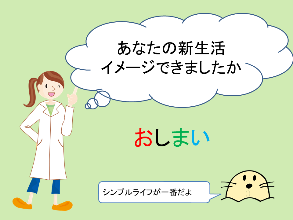 あなたの新生活
イメージできましたか
おしまい
シンプルライフが一番だよ